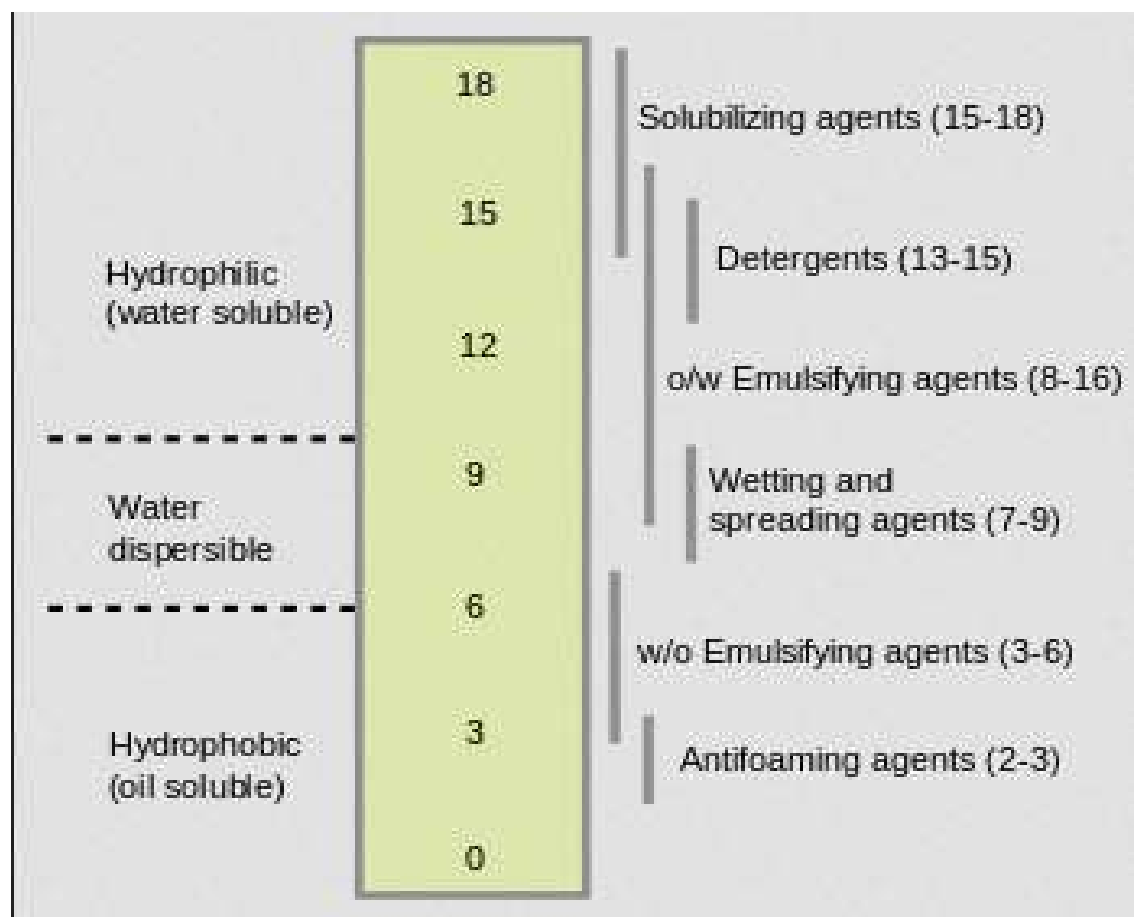 18
Solubilizing agents (15-18)
15
Detergents (13-15)
Hydrophilic
(water soluble)
12
o/w Emulsifying agents (8-16)
9
Wetting and
spreading agents (7-9)
Water
dispersible
6
w/o Emulsifying agents (3-6)
3
Hydrophobic
(oil soluble)
Antifoaming agents (2-3)
0